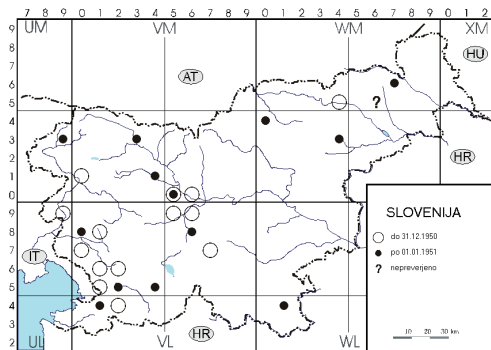 7 8 9 0 1 2 3 4 5 6 7 8 9 0 1 2 3 4 5 6 7 8 9 0 1 2
9 UM VM WM XM
8
7 HU
6 AT
5 ?
4
3
2 HR
1
0
9 SLOVENIJA
8 do 31.12.1950
7 po 01.01.1951
6 IT ? nepreverjeno
5
4
3 10 20 30 km
2 UL VL HR WL